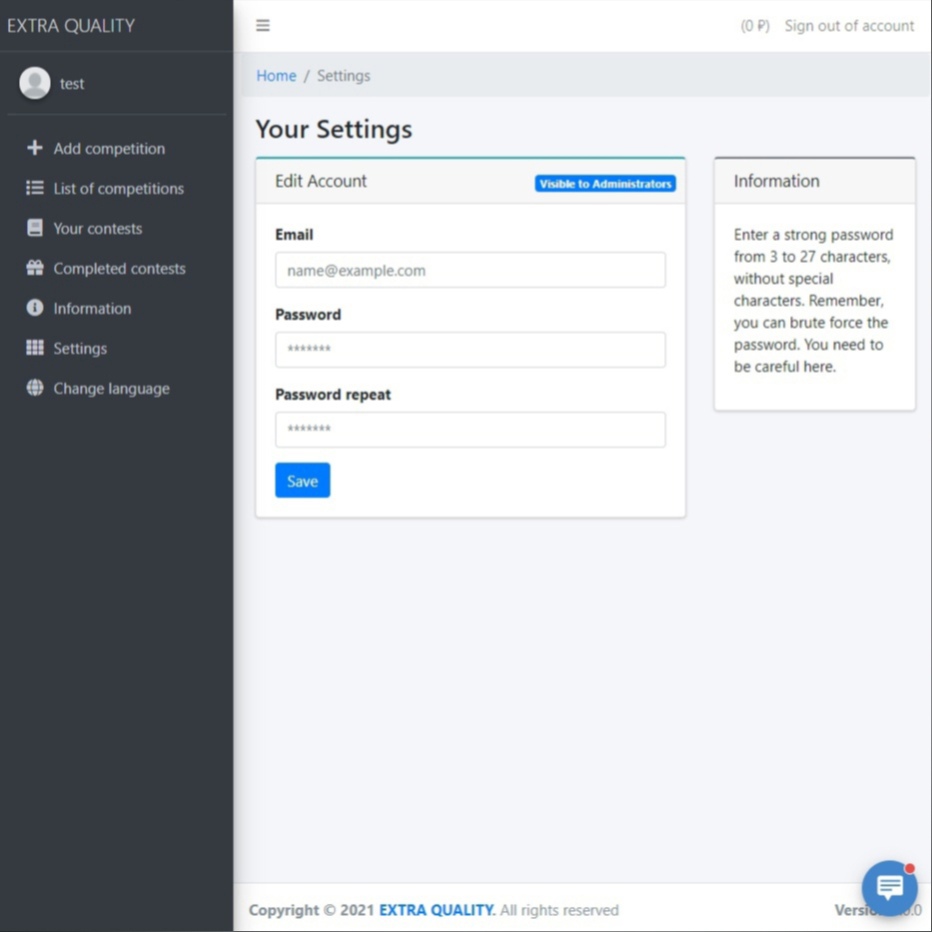 EXTRA QUALITY
test
Add competition
List of competitions
Your contests
Completed contests
Information
Settings
Change language
(0 ₽) Sign out of account
Home / Settings
Your Settings
Edit Account
Visible to Administrators
Email
name@example.com
Password
*******
Password repeat
*******
Save
Information
Enter a strong password
from 3 to 27 characters,
without special
characters. Remember,
you can brute force the
password. You need to
be careful here.
Copyright © 2021 EXTRA QUALITY. All rights reserved